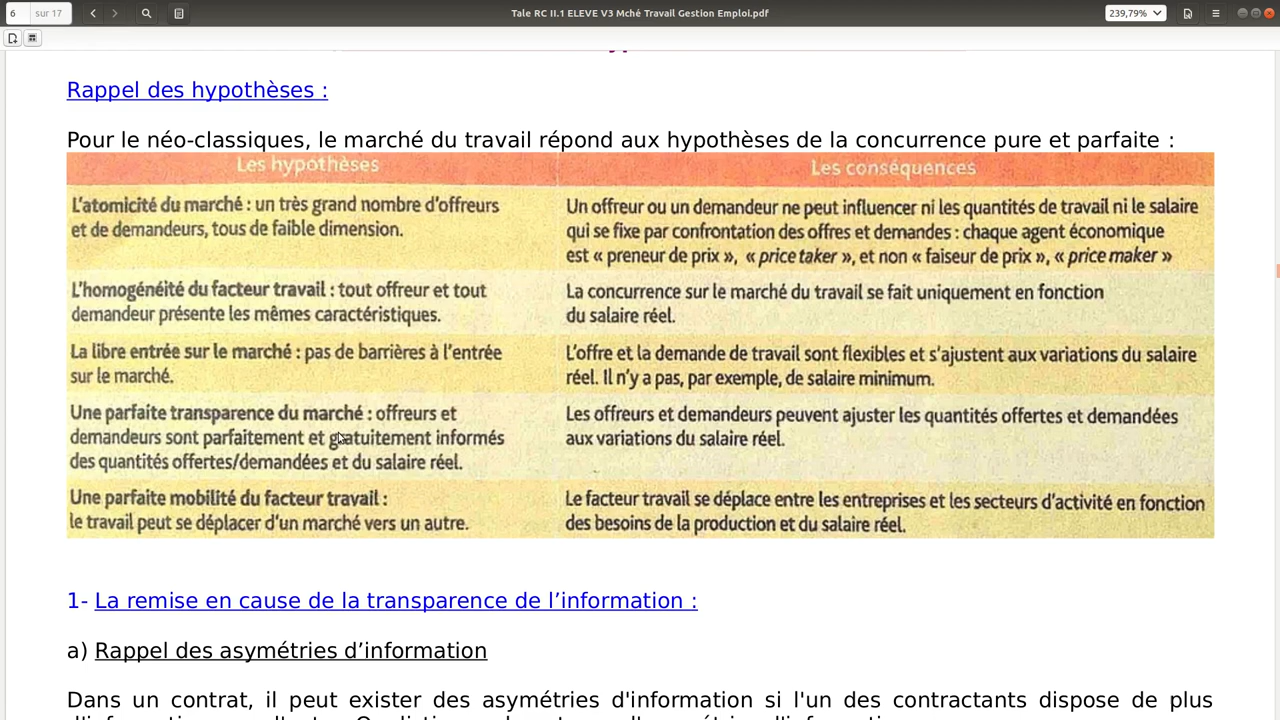 6 sur 17
Tale RC II.1 ELEVE V3 Mché Travail Gestion Emploi.pdf
239,79%
Rappel des hypothèses :
Pour le néo-classiques, le marché du travail répond aux hypothèses de la concurrence pure et parfaite :
Les hypothèses
Les conséquences
L'atomicité du marché : un très grand nombre d'offreurs
et de demandeurs, tous de faible dimension.
Un offreur ou un demandeur ne peut influencer ni les quantités de travail ni le salaire
qui se fixe par confrontation des offres et demandes : chaque agent économique
est « preneur de prix », « price taker », et non « faiseur de prix », « price maker »
L'homogénéité du facteur travail : tout offreur et tout
demandeur présente les mêmes caractéristiques.
La concurrence sur le marché du travail se fait uniquement en fonction
du salaire réel.
La libre entrée sur le marché : pas de barrières à l'entrée
sur le marché.
L'offre et la demande de travail sont flexibles et s'ajustent aux variations du salaire
réel. Il n'y a pas, par exemple, de salaire minimum.
Une parfaite transparence du marché : offreurs et
demandeurs sont parfaitement et gratuitement informés
des quantités offertes/demandées et du salaire réel.
Les offreurs et demandeurs peuvent ajuster les quantités offertes et demandées
aux variations du salaire réel.
Une parfaite mobilité du facteur travail :
le travail peut se déplacer d'un marché vers un autre.
Le facteur travail se déplace entre les entreprises et les secteurs d'activité en fonction
des besoins de la production et du salaire réel.
1- La remise en cause de la transparence de l'information :
a) Rappel des asymétries d'information
Dans un contrat, il peut exister des asymétries d'information si l'un des contractants dispose de plus